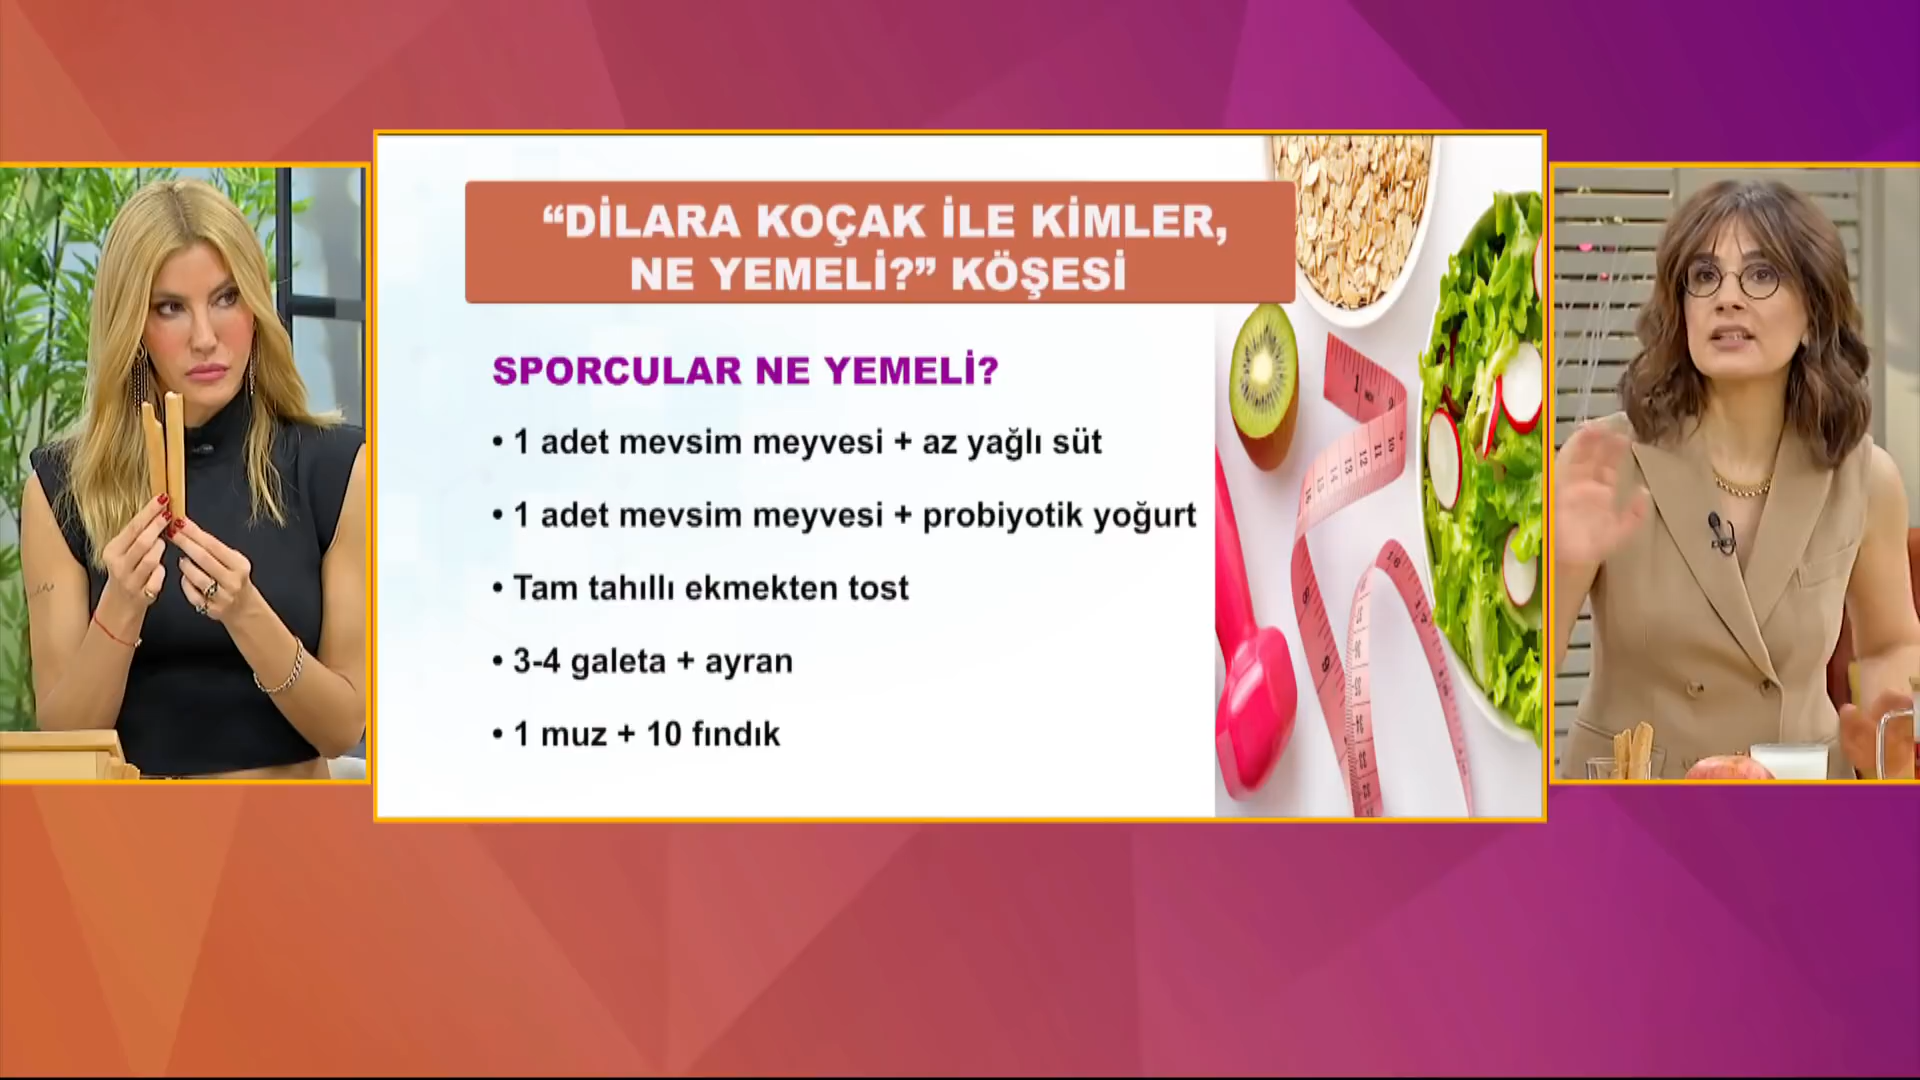 “DİLARA KOÇAK İLE KİMLER,
NE YEMELİ?” KÖŞESİ
SPORCULAR NE YEMELİ?
• 1 adet mevsim meyvesi + az yağlı süt
• 1 adet mevsim meyvesi + probiyotik yoğurt
• Tam tahıllı ekmekten tost
• 3-4 galeta + ayran
• 1 muz + 10 fındık